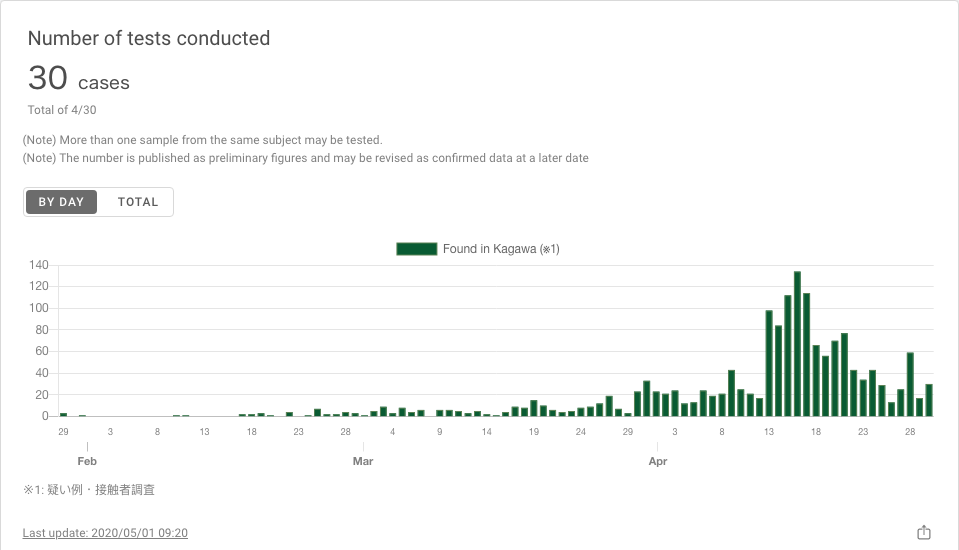 Number of tests conducted
30 cases
Total of 4/30
(Note) More than one sample from the same subject may be tested.
(Note) The number is published as preliminary figures and may be revised as confirmed data at a later date
BY DAY TOTAL
Found in Kagawa (※1)
140
120
100
80
60
40
20
0
29 3 8 13 18 23 28 4 9 14 19 24 29 3 8 13 18 23 28
Feb Mar Apr
※1: 疑い例・接触者調査
Last update: 2020/05/01 09:20